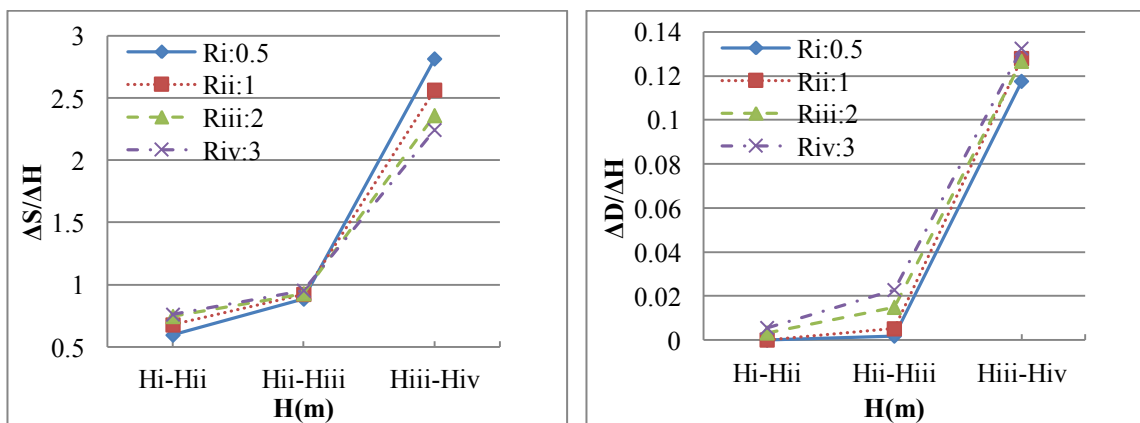 3
2.5
2
1.5
1
0.5
ΔS/ΔH
Ri:0.5
Rii:1
Riii:2
Riv:3
Hi-Hii
Hii-Hiii
Hiii-Hiv
H(m)
0.14
0.12
0.1
0.08
0.06
0.04
0.02
0
ΔD/ΔH
Ri:0.5
Rii:1
Riii:2
Riv:3
Hi-Hii
Hii-Hiii
Hiii-Hiv
H(m)